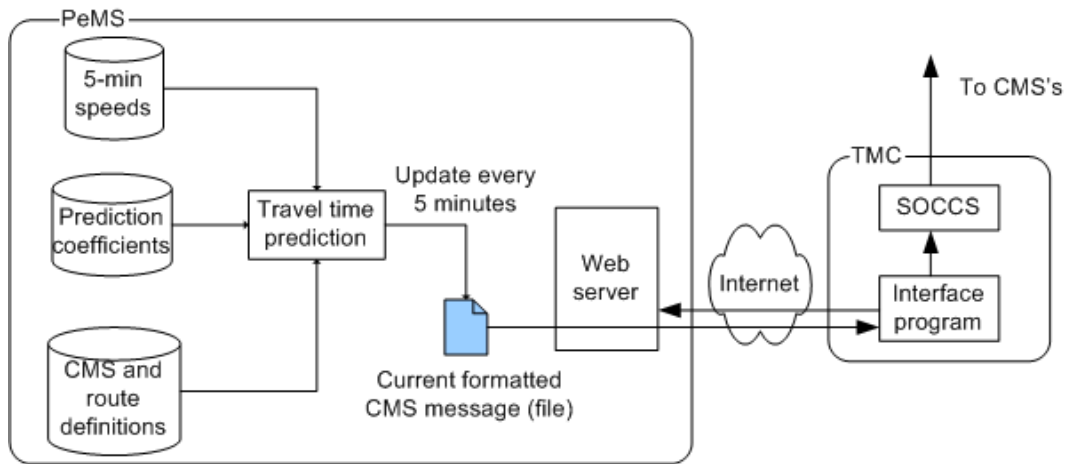 PeMS
5-min
speeds
Prediction
coefficients
CMS and
route
definitions
Travel time
prediction
Update every
5 minutes
Current formatted
CMS message (file)
Web
server
Internet
TMC
SOCCS
Interface
program
To CMS's